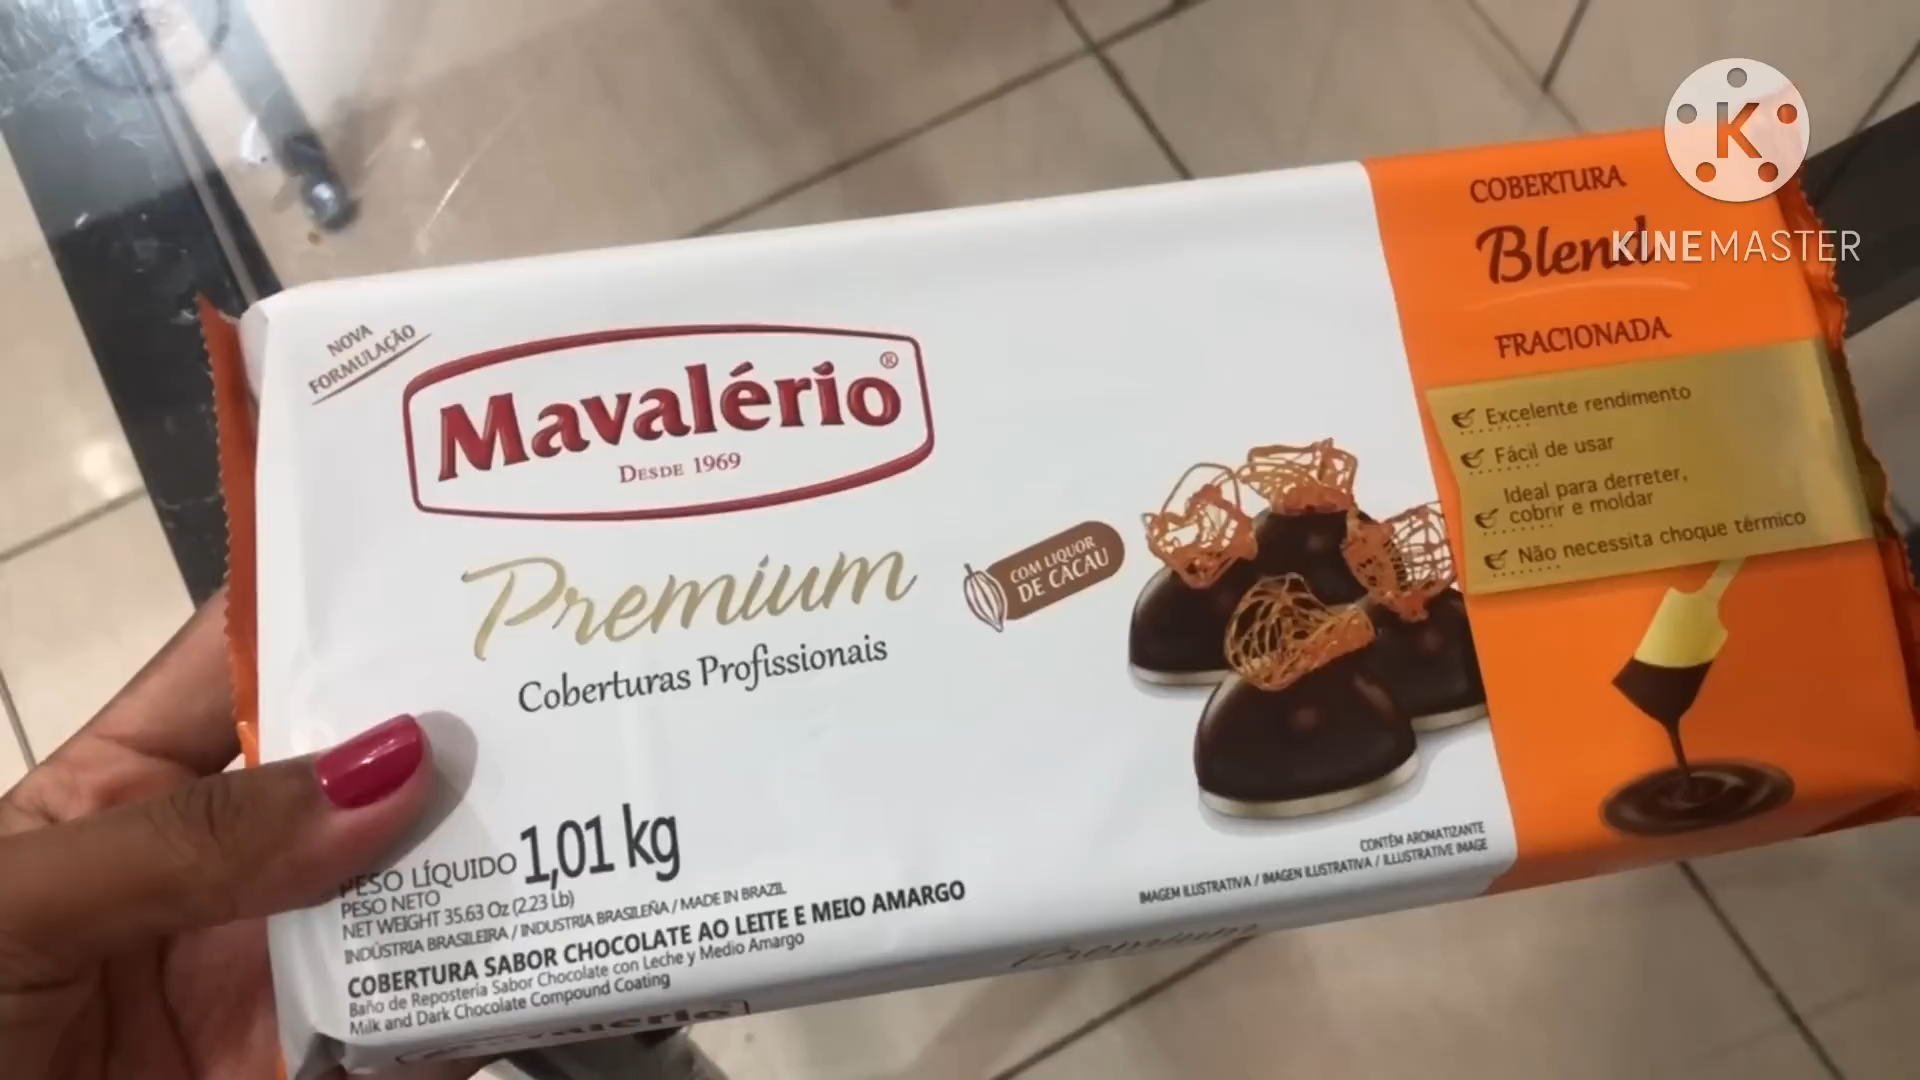 NOVA
FORMULAÇÃO
Mavalério®
DESDE 1969
Premium
Coberturas Profissionais
COM LIQUOR
DE CACAU
PESO LÍQUIDO 1,01 kg
PESO NETO
NET WEIGHT 35.63 Oz (2.23 Lb)
INDÚSTRIA BRASILEIRA / INDUSTRIA BRASILEÑA / MADE IN BRAZIL
COBERTURA SABOR CHOCOLATE AO LEITE E MEIO AMARGO
Baño de Repostería Sabor Chocolate con Leche y Medio Amargo
Milk and Dark Chocolate Compound Coating
CONTÉM AROMATIZANTE
IMAGEM ILUSTRATIVA / IMAGEN ILUSTRATIVA / ILLUSTRATIVE IMAGE
COBERTURA
Blend
FRACIONADA
Excelente rendimento
Fácil de usar
Ideal para derreter,
cobrir e moldar
Não necessita choque térmico
Premium
Mavalério
K
KINEMASTER